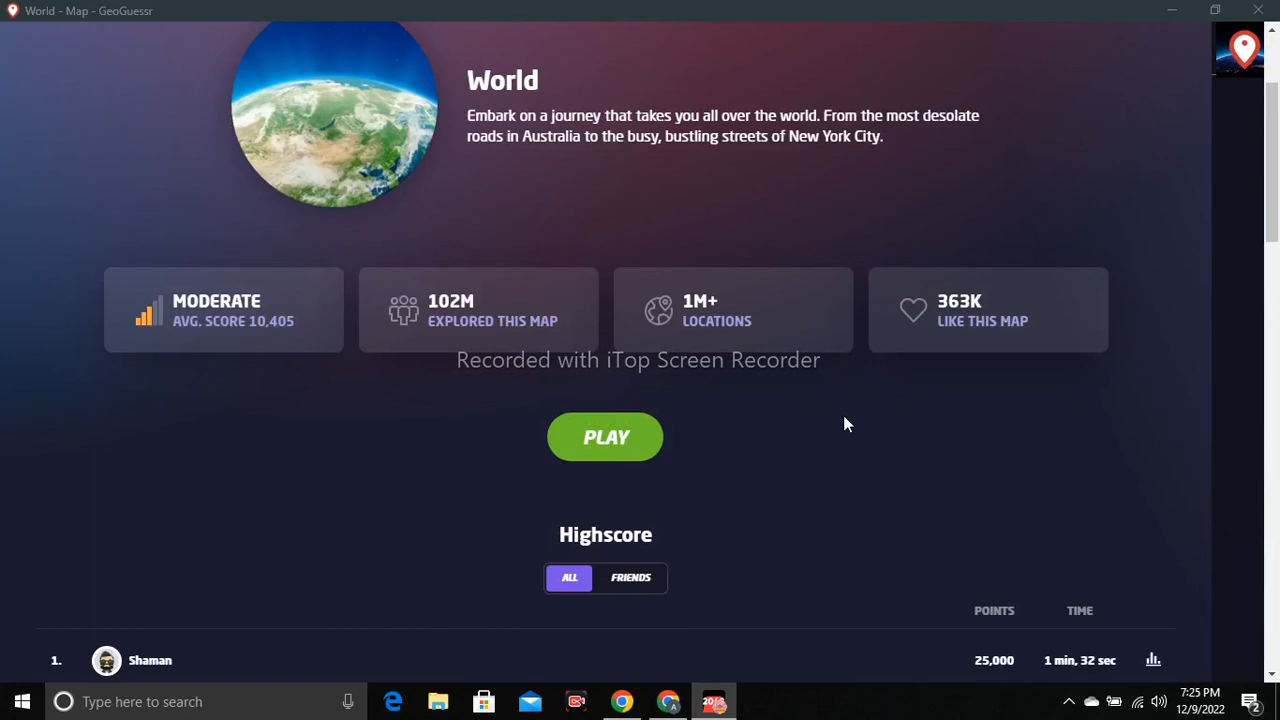 World - Map - GeoGuessr
World
Embark on a journey that takes you all over the world. From the most desolate
roads in Australia to the busy, bustling streets of New York City.
MODERATE
AVG. SCORE 10,405
102M
EXPLORED THIS MAP
1M+
LOCATIONS
363K
LIKE THIS MAP
Recorded with iTop Screen Recorder
PLAY
Highscore
ALL
FRIENDS
POINTS
TIME
1.
Shaman
25,000
1 min, 32 sec
Type here to search
7:25 PM
12/9/2022
2